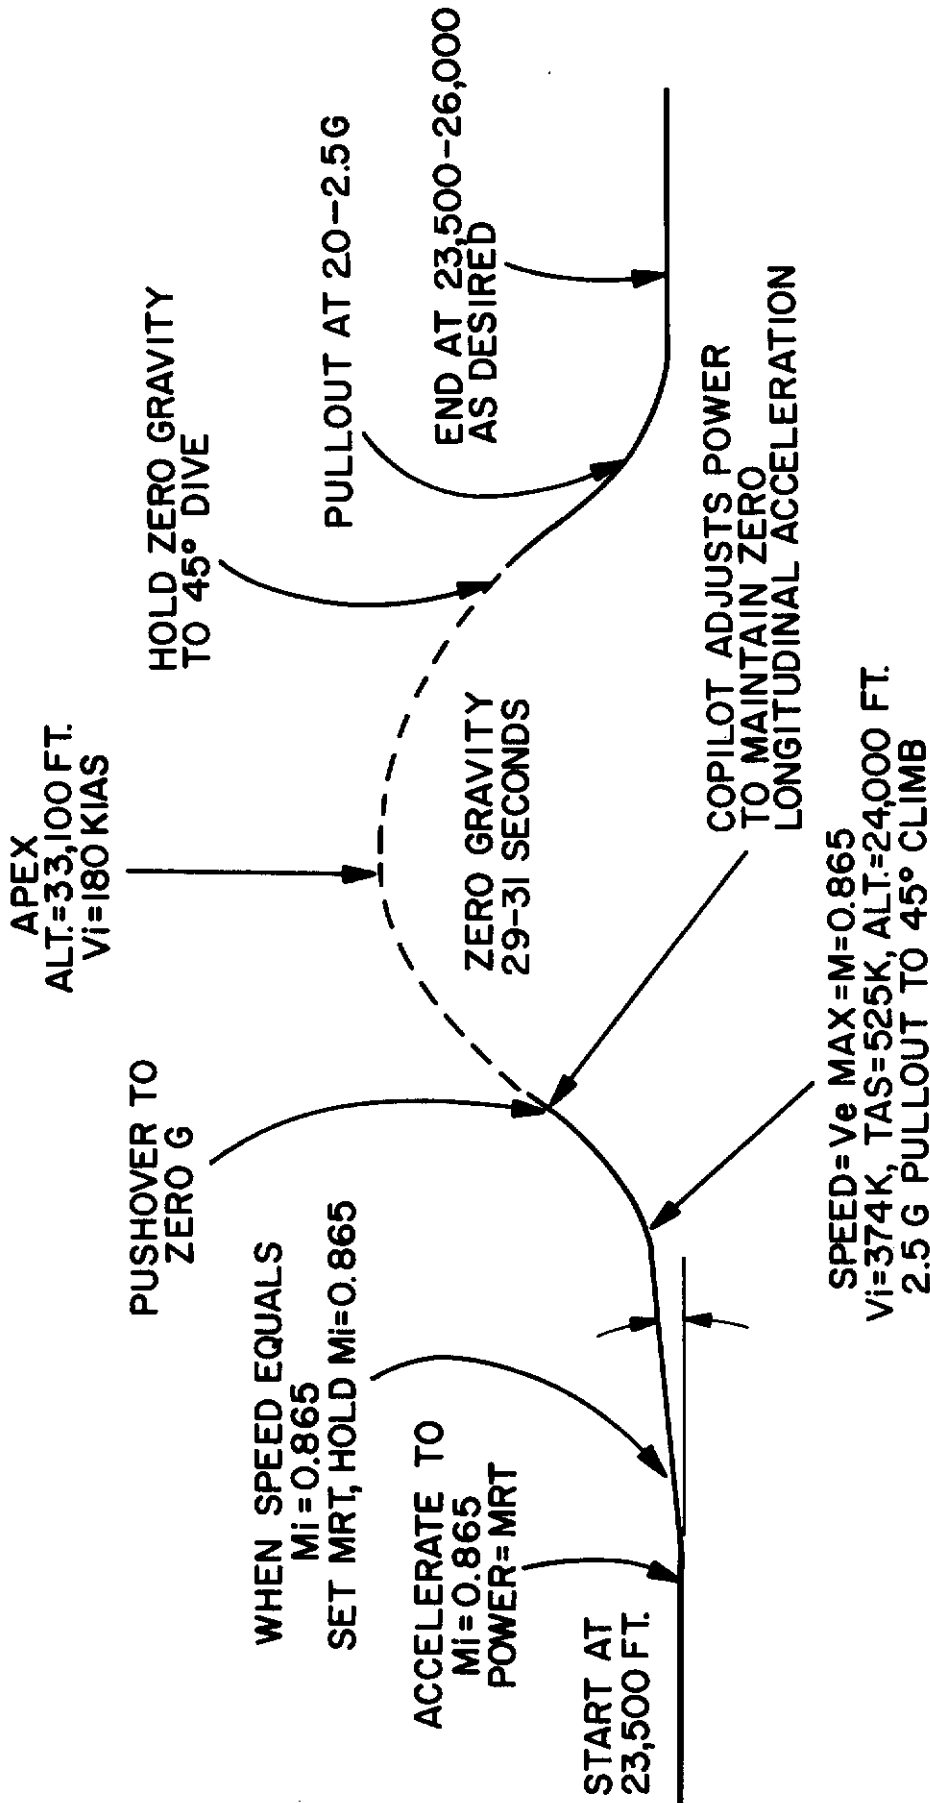 START AT
23,500 FT.
ACCELERATE TO
Mi=0.865
POWER=MRT
WHEN SPEED EQUALS
Mi=0.865
SET MRT, HOLD Mi=0.865
PUSHOVER TO
ZERO G
APEX
ALT.=33,100 FT.
Vi=180 KIAS
ZERO GRAVITY
29-31 SECONDS
HOLD ZERO GRAVITY
TO 45° DIVE
PULLOUT AT 2.0-2.5G
END AT 23,500-26,000
AS DESIRED
COPILOT ADJUSTS POWER
TO MAINTAIN ZERO
LONGITUDINAL ACCELERATION
SPEED=Ve MAX=M=0.865
Vi=374K, TAS=525K, ALT.=24,000 FT.
2.5 G PULLOUT TO 45° CLIMB